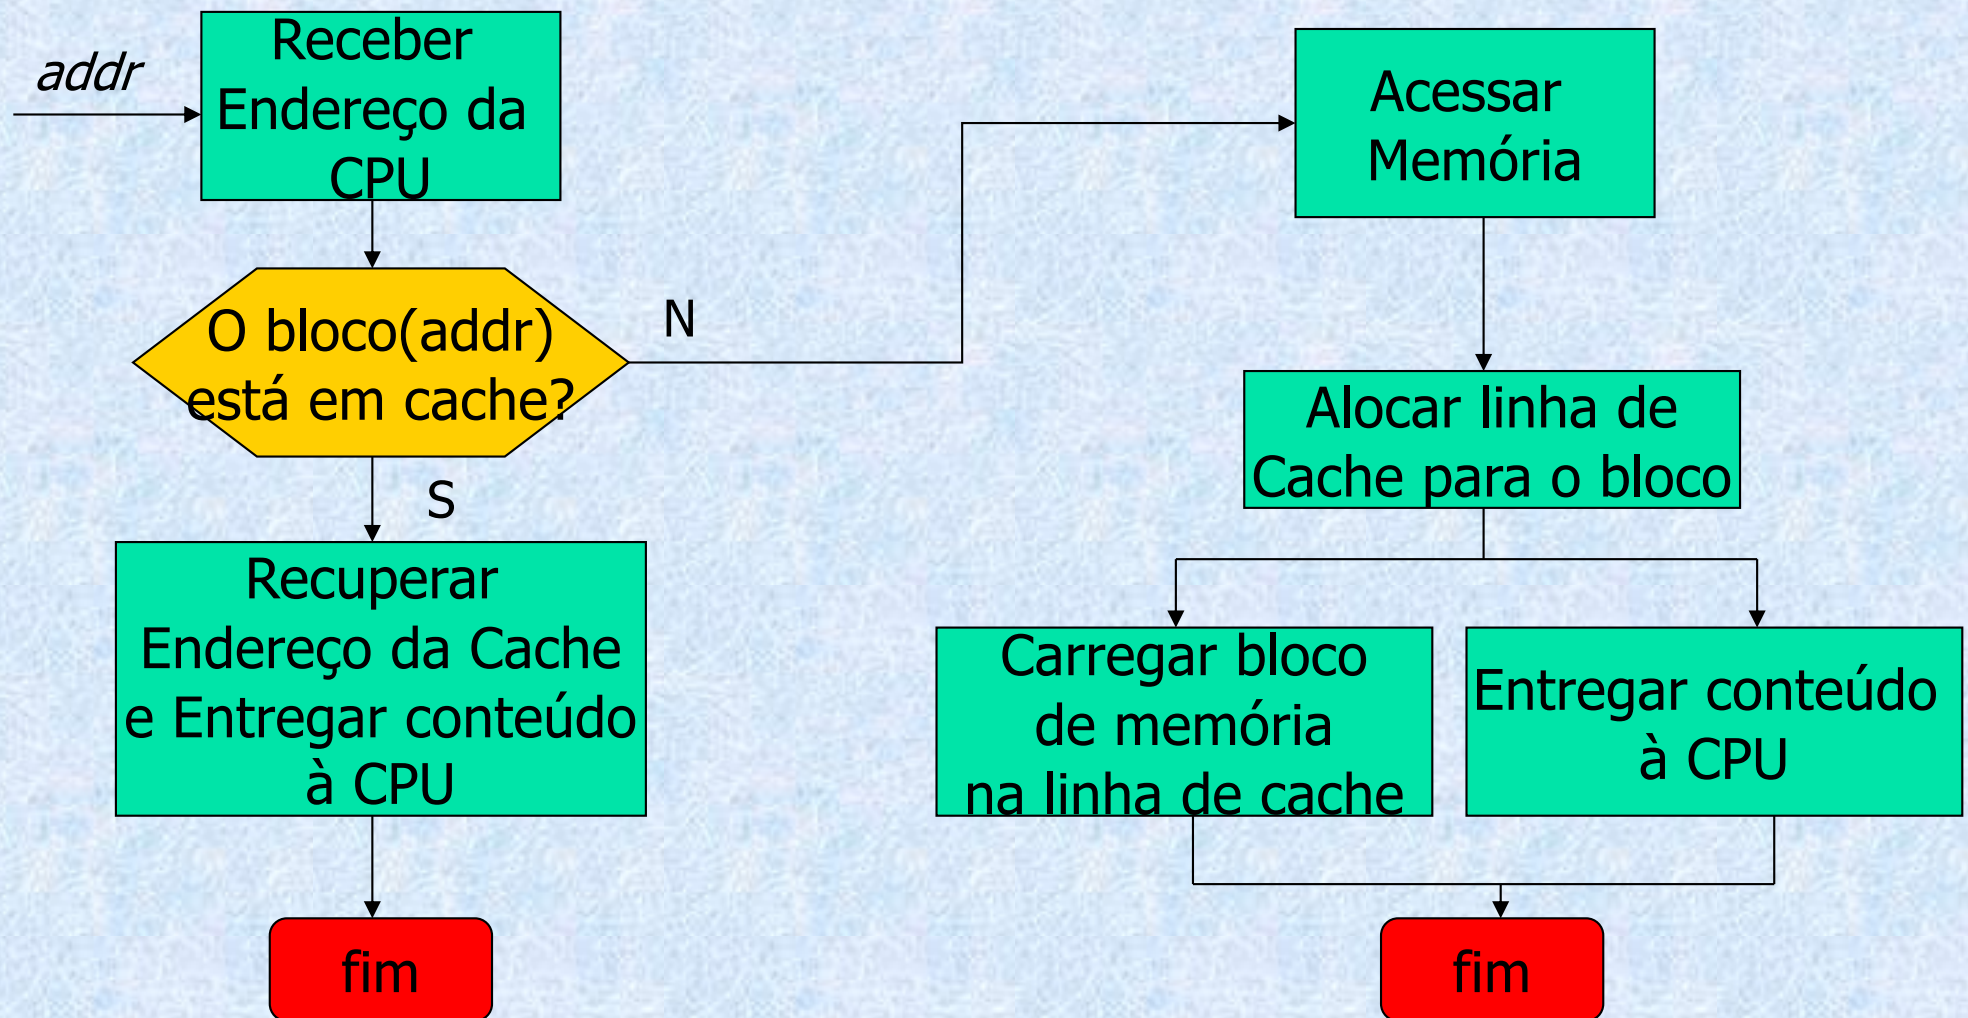 addr
Receber
Endereço da
CPU
O bloco(addr)
está em cache?
N
S
Recuperar
Endereço da Cache
e Entregar conteúdo
à CPU
fim
Acessar
Memória
Alocar linha de
Cache para o bloco
Carregar bloco
de memória
na linha de cache
Entregar conteúdo
à CPU
fim